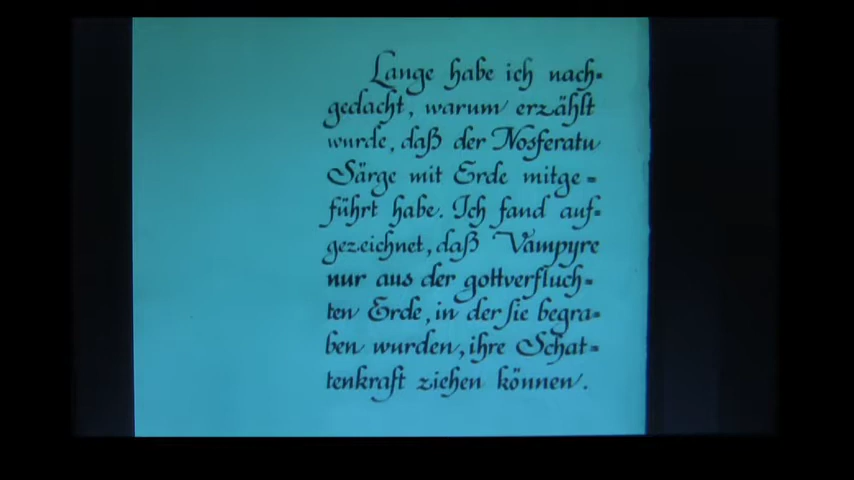 Lange habe ich nach-
gedacht, warum erzählt
wurde, daß der Nosferatu
Särge mit Erde mitge-
führt habe. Ich fand auf-
gezeichnet, daß Vampyre
nur aus der gottverfluch-
ten Erde, in der sie begra-
ben wurden, ihre Schat-
tenkraft ziehen können.